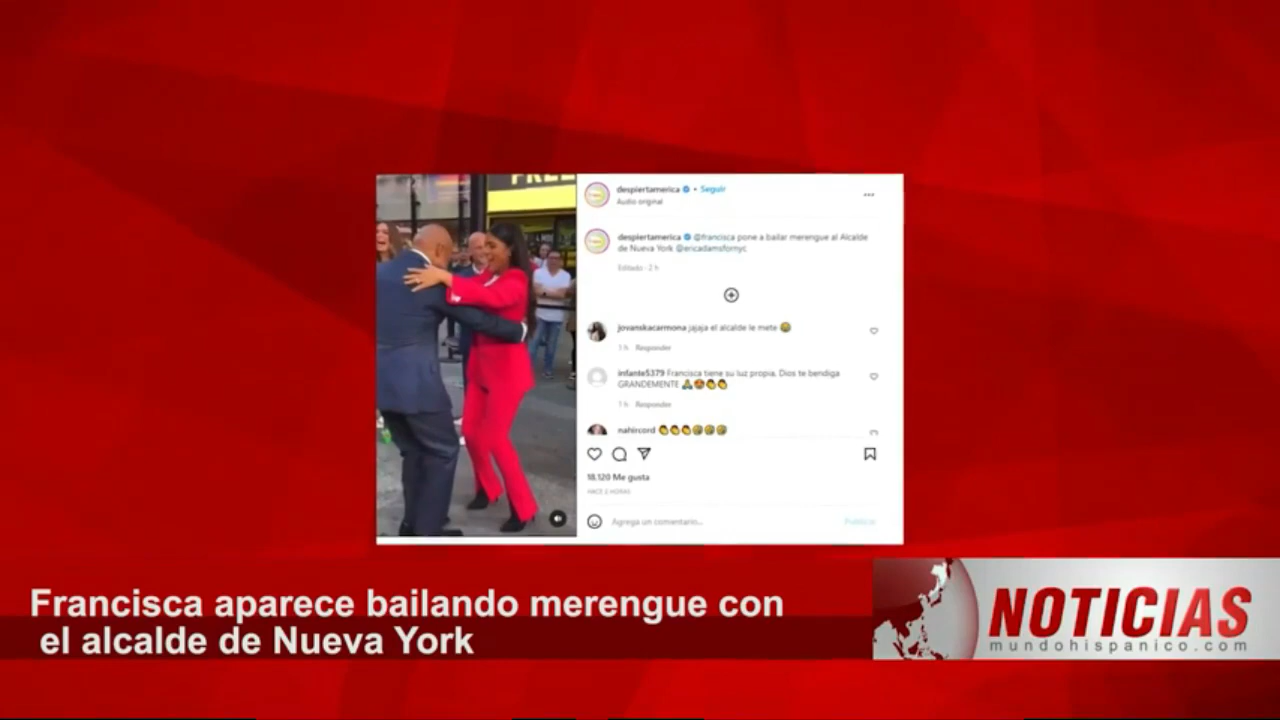 despiertamerica • Seguir
Audio original
despiertamerica @francisca pone a bailar merengue al Alcalde
de Nueva York @ericadamsfornyc
Editado · 2 h
jovanskacarmona jajaja el alcalde le mete 😂
1 h Responder
infante5379 Francisca tiene su luz propia, Dios te bendiga
GRANDEMENTE 🙏😍👏👏
1 h Responder
nahircord 👏👏👏😂😂😂
18,120 Me gusta
HACE 2 HORAS
Agrega un comentario...
Publicar
Francisca aparece bailando merengue con
el alcalde de Nueva York
NOTICIAS
mundohispanico.com